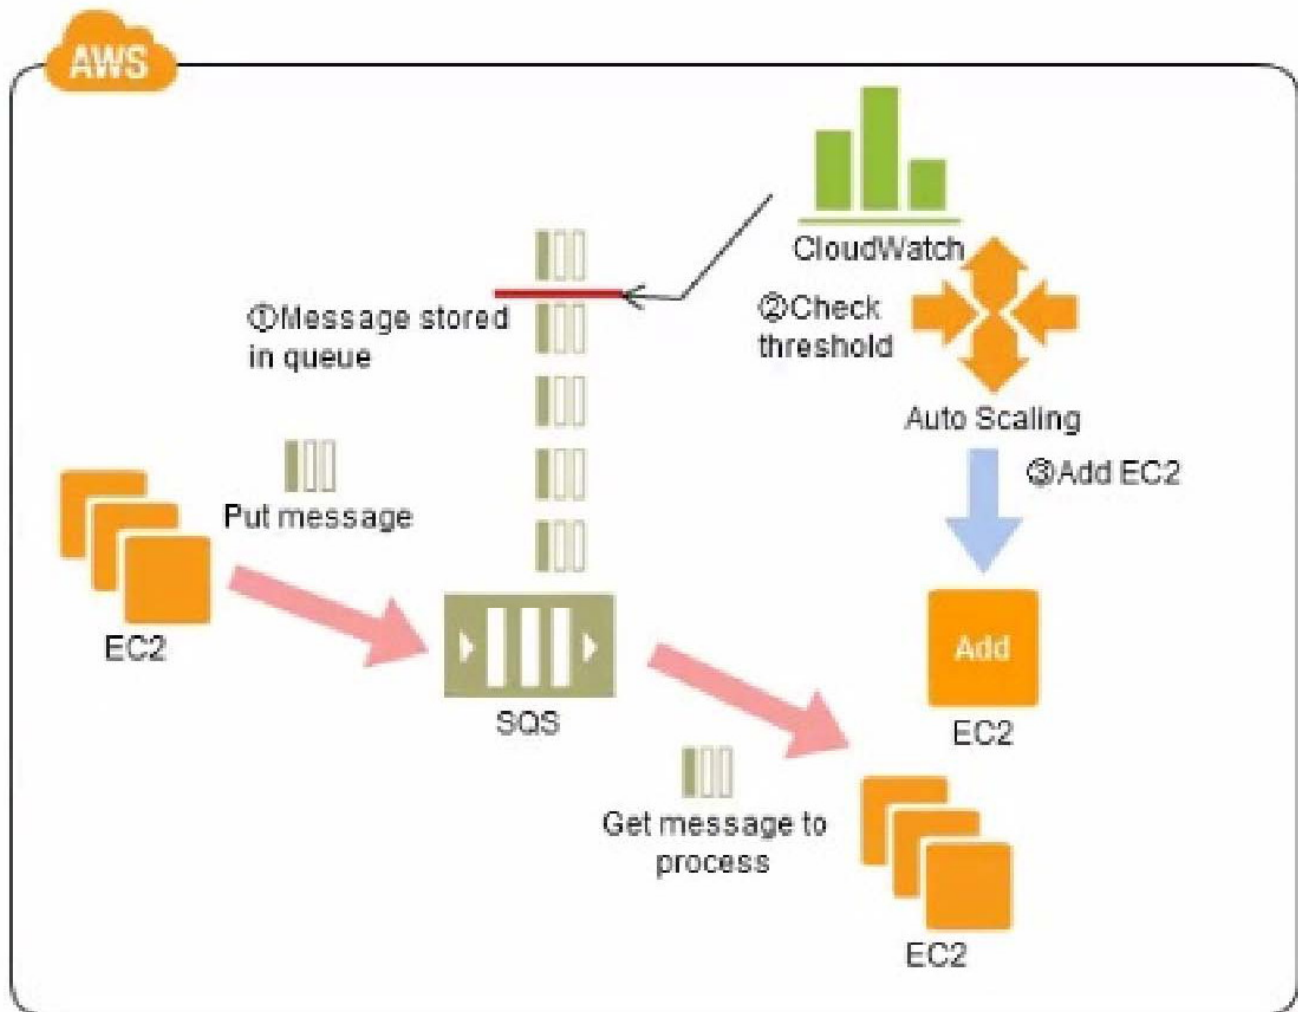 AWS
CloudWatch
①Message stored
in queue
②Check
threshold
Auto Scaling
③Add EC2
Put message
EC2
SQS
Add
EC2
Get message to
process
EC2